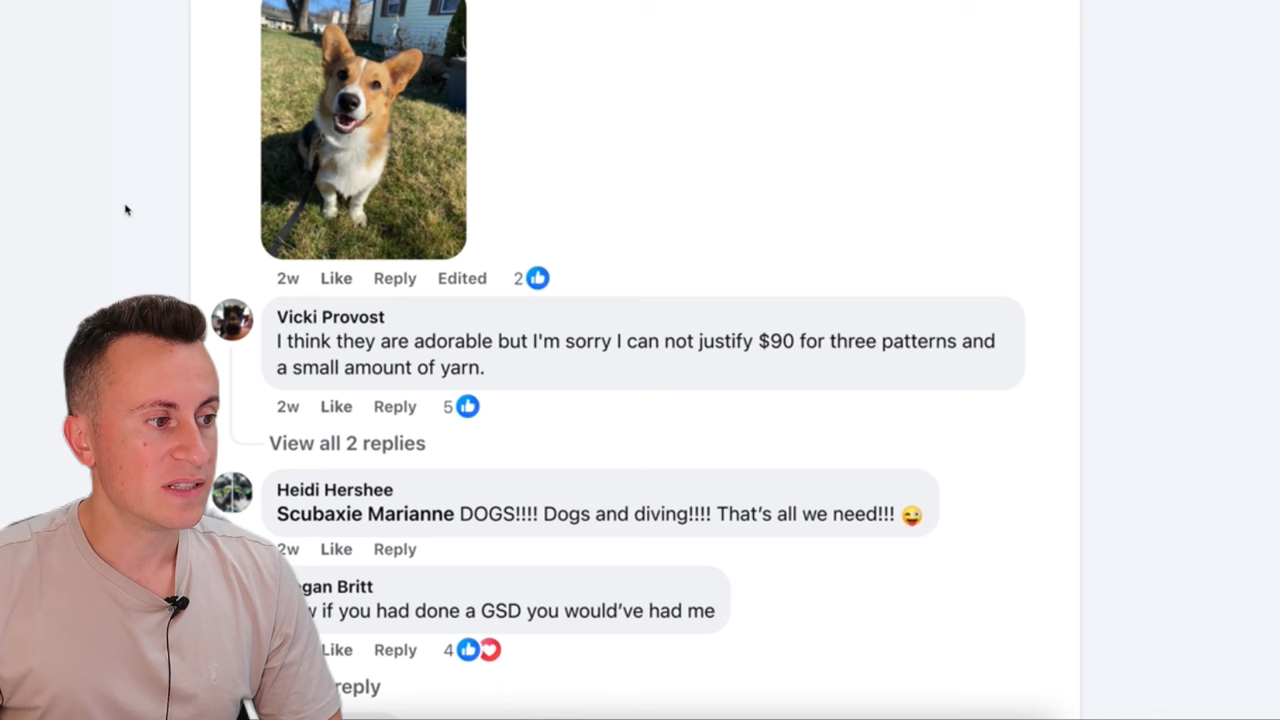 2w Like Reply Edited 2
Vicki Provost
I think they are adorable but I'm sorry I can not justify $90 for three patterns and
a small amount of yarn.
2w Like Reply 5
View all 2 replies
Heidi Hershee
Scubaxie Marianne DOGS!!!! Dogs and diving!!!! That's all we need!!! 😜
2w Like Reply
gan Britt
if you had done a GSD you would've had me
Like Reply 4
reply